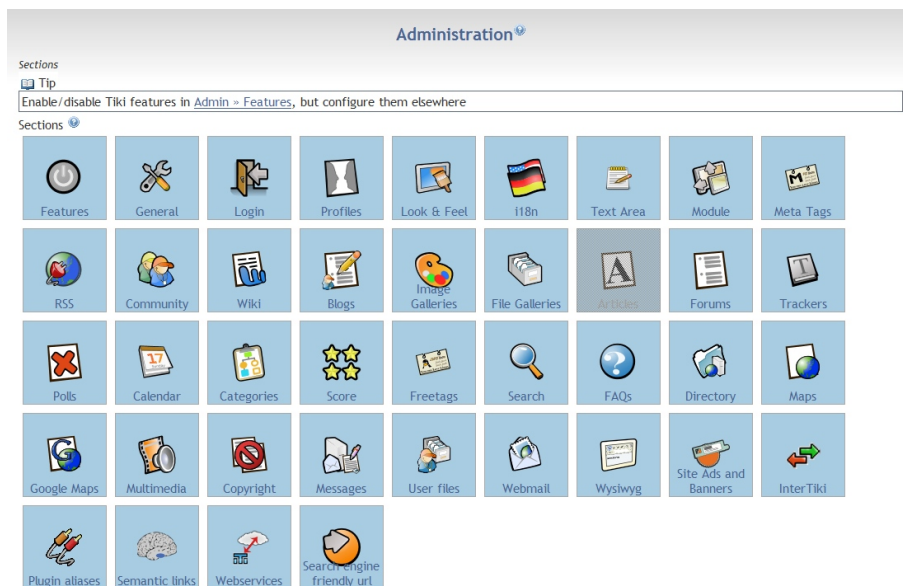 Administration
Sections
Tip
Enable/disable Tiki features in Admin » Features, but configure them elsewhere
Sections
Features General Login Profiles Look & Feel i18n Text Area Module Meta Tags
RSS Community Wiki Blogs Image Galleries File Galleries Articles Forums Trackers
Polls Calendar Categories Score Freetags Search FAQs Directory Maps
Google Maps Multimedia Copyright Messages User files Webmail Wysiwyg Site Ads and Banners InterTiki
Plugin aliases Semantic links Webservices Search engine friendly url